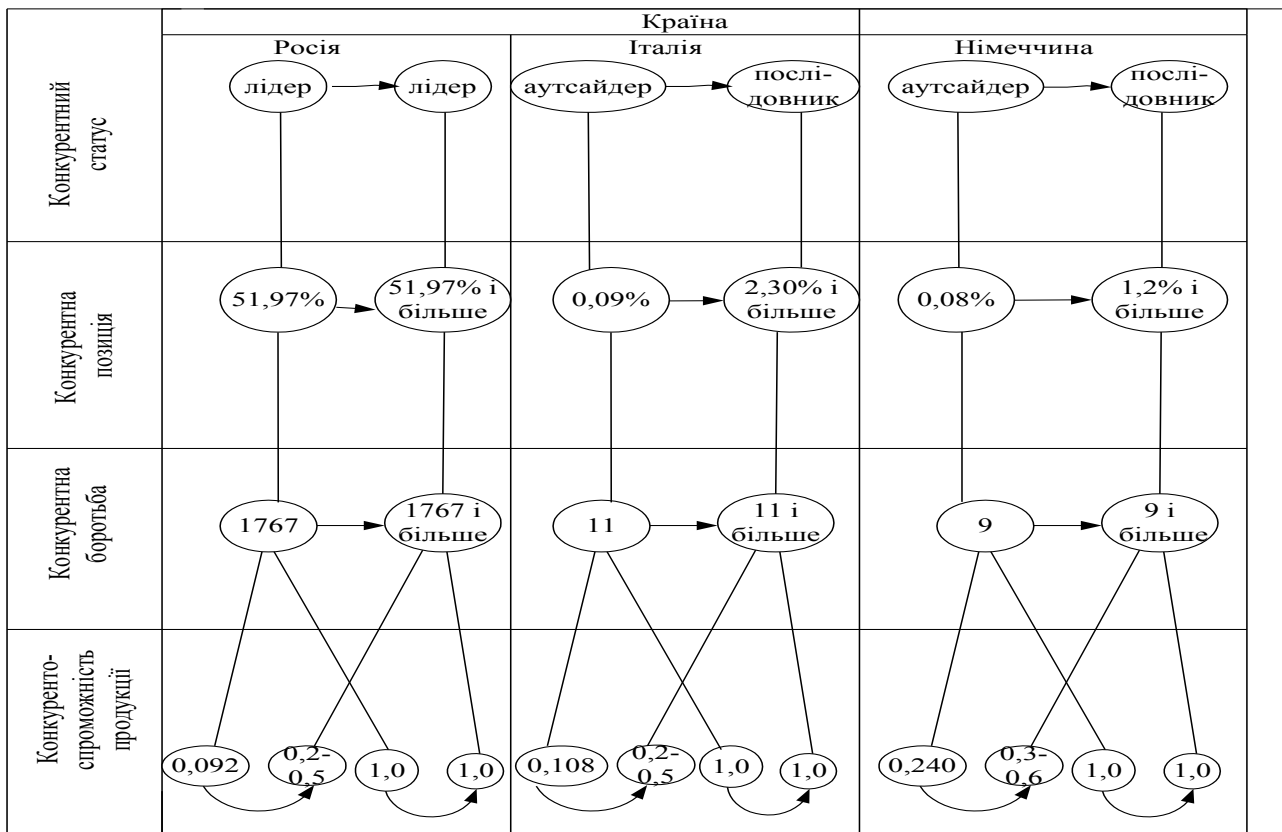 Країна
Росія
Італія
Німеччина
Конкурентний
статус
лідер
лідер
аутсайдер
послі-
довник
аутсайдер
послі-
довник
Конкурентна
позиція
51,97%
51,97% і
більше
0,09%
2,30% і
більше
0,08%
1,2% і
більше
Конкурентна
боротьба
1767
1767 і
більше
11
11 і
більше
9
9 і
більше
Конкуренто-
спроможність
продукції
0,092
0,2-
0,5
1,0
1,0
0,108
0,2-
0,5
1,0
1,0
0,240
0,3-
0,6
1,0
1,0